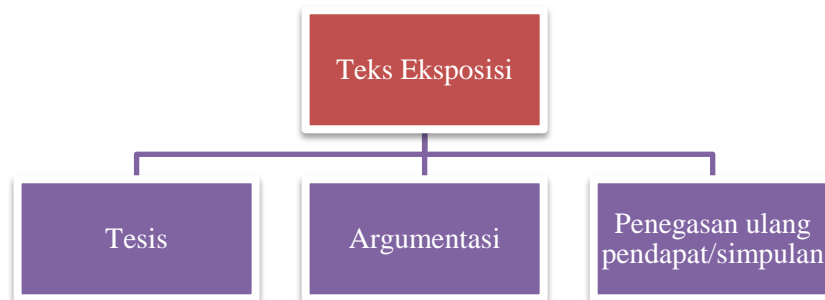 Teks Eksposisi
Tesis
Argumentasi
Penegasan ulang
pendapat/simpulan